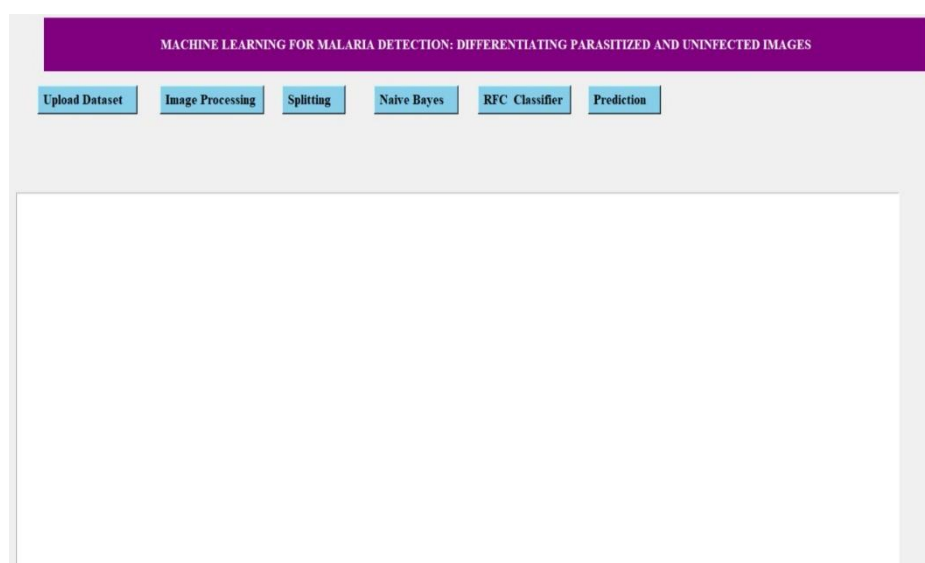 MACHINE LEARNING FOR MALARIA DETECTION: DIFFERENTIATING PARASITIZED AND UNINFECTED IMAGES
Upload Dataset Image Processing Splitting Naive Bayes RFC Classifier Prediction